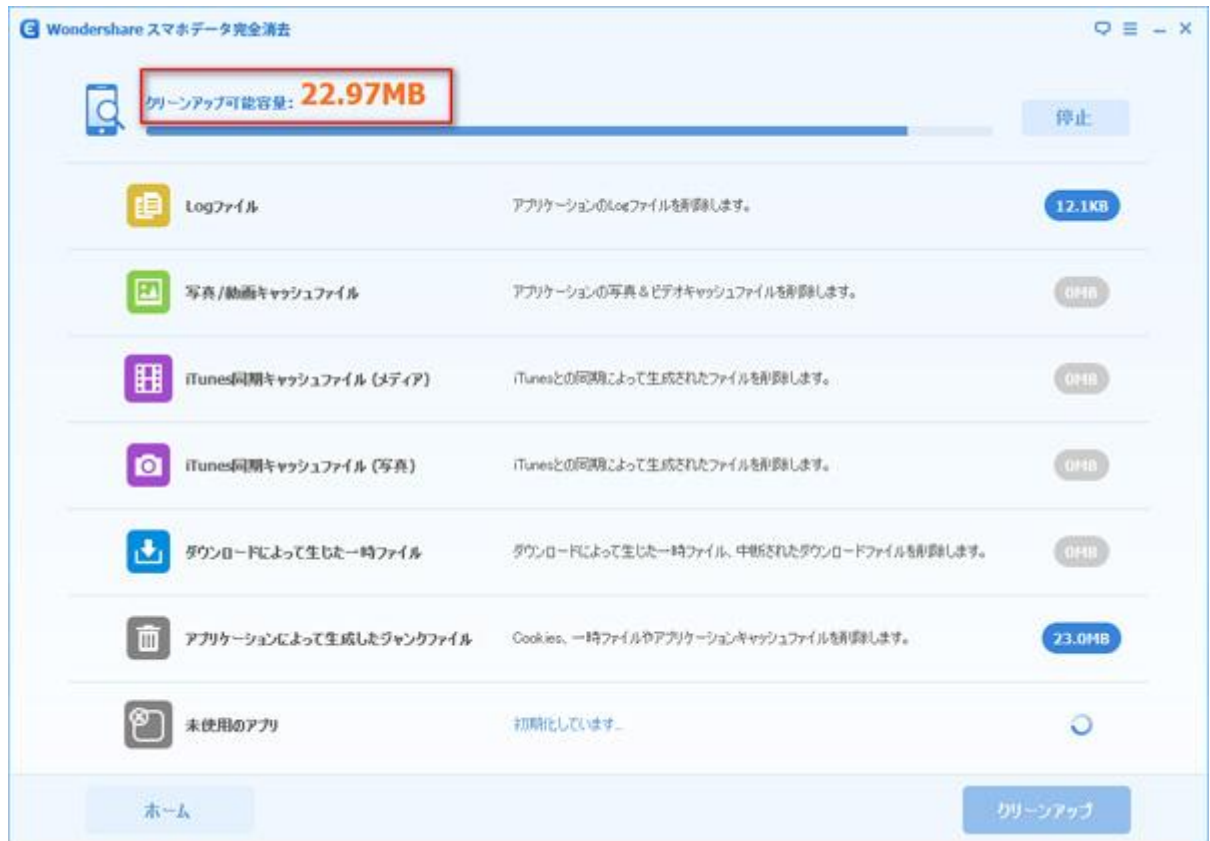 Wondershare スマホデータ完全消去
クリーンアップ可能容量: 22.97MB
停止
Logファイル
アプリケーションのLogファイルを削除します。
12.1KB
写真/動画キャッシュファイル
アプリケーションの写真&ビデオキャッシュファイルを削除します。
0MB
iTunes同期キャッシュファイル (メディア)
iTunesとの同期によって生成されたファイルを削除します。
0MB
iTunes同期キャッシュファイル (写真)
iTunesとの同期によって生成されたファイルを削除します。
0MB
ダウンロードによって生じた一時ファイル
ダウンロードによって生じた一時ファイル、中断されたダウンロードファイルを削除します。
0MB
アプリケーションによって生成したジャンクファイル
Cookies、一時ファイルやアプリケーションキャッシュファイルを削除します。
23.0MB
未使用のアプリ
初期化しています...
ホーム
クリーンアップ